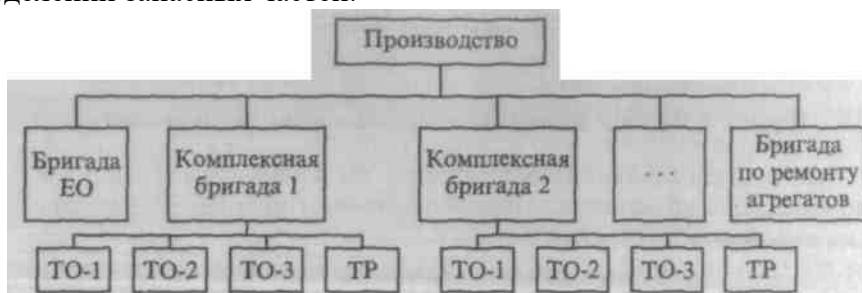 Производство
Бригада
ЕО
Комплексная
бригада 1
Комплексная
бригада 2
...
Бригада
по ремонту
агрегатов
ТО-1 ТО-2 ТО-3 ТР ТО-1 ТО-2 ТО-3 ТР